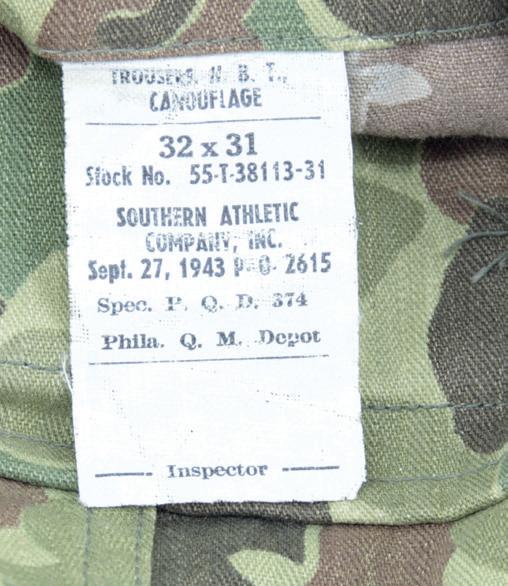 TROUSERS, H. B. T.,
CAMOUFLAGE
32 x 31
Stock No. 55-T-38113-31
SOUTHERN ATHLETIC
COMPANY, INC.
Sept. 27, 1943 P. O. 2615
Spec. P. Q. D. 374
Phila. Q. M. Depot
Inspector